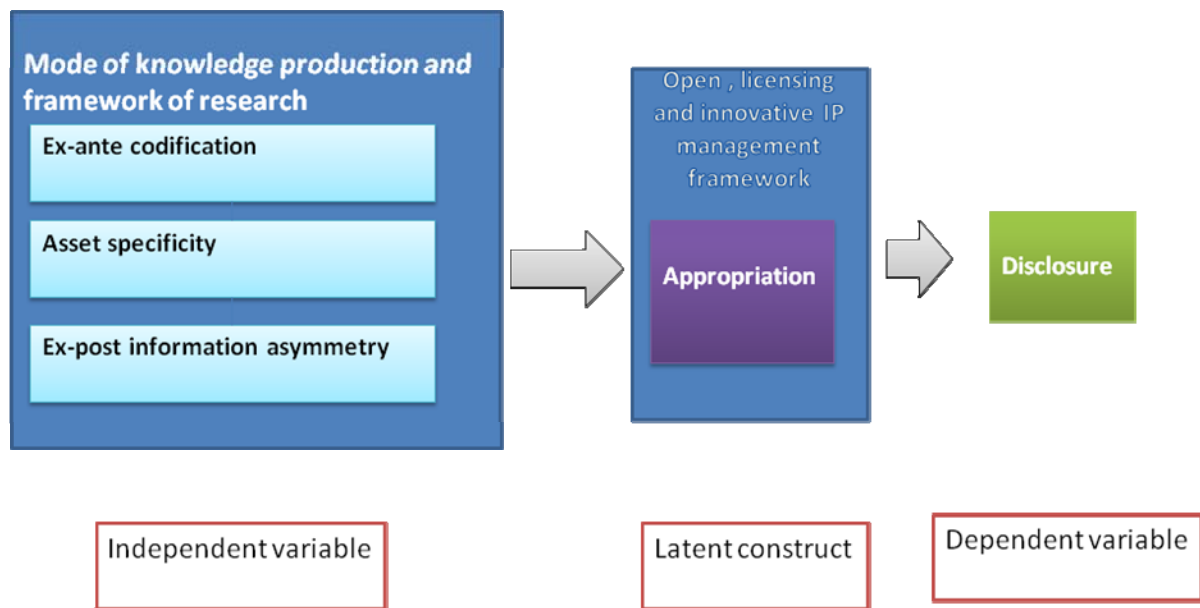 Mode of knowledge production and
framework of research
Ex-ante codification
Asset specificity
Ex-post information asymmetry
Open , licensing
and innovative IP
management
framework
Appropriation
Disclosure
Independent variable
Latent construct
Dependent variable